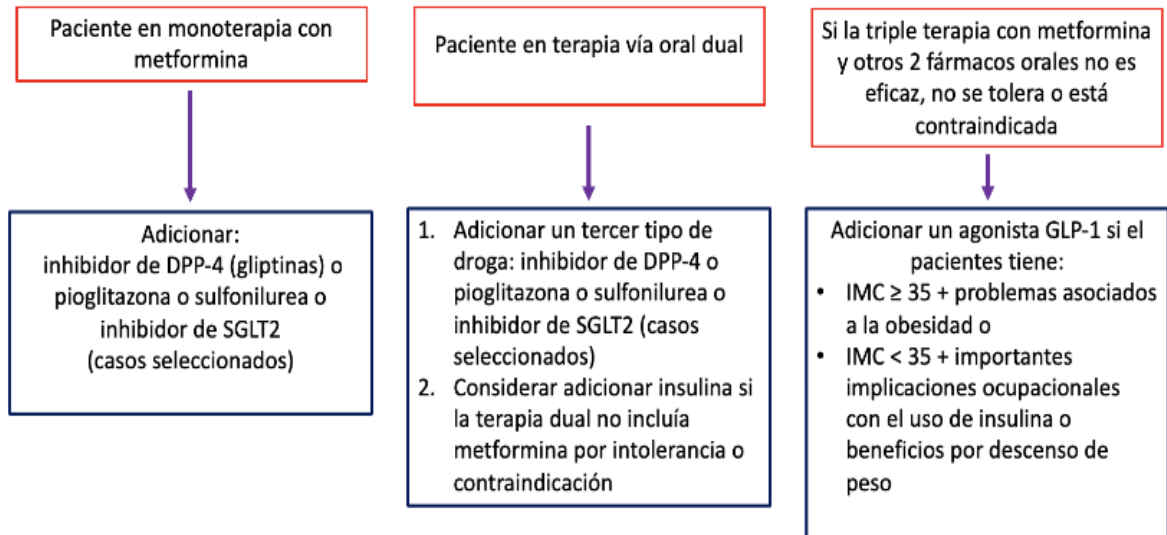 Paciente en monoterapia con
metformina
Adicionar:
inhibidor de DPP-4 (gliptinas) o
pioglitazona o sulfonilurea o
inhibidor de SGLT2
(casos seleccionados)
Paciente en terapia vía oral dual
1. Adicionar un tercer tipo de
droga: inhibidor de DPP-4 o
pioglitazona o sulfonilurea o
inhibidor de SGLT2 (casos
seleccionados)
2. Considerar adicionar insulina si
la terapia dual no incluía
metformina por intolerancia o
contraindicación
Si la triple terapia con metformina
y otros 2 fármacos orales no es
eficaz, no se tolera o está
contraindicada
Adicionar un agonista GLP-1 si el
pacientes tiene:
• IMC ≥ 35 + problemas asociados
a la obesidad o
• IMC < 35 + importantes
implicaciones ocupacionales
con el uso de insulina o
beneficios por descenso de
peso